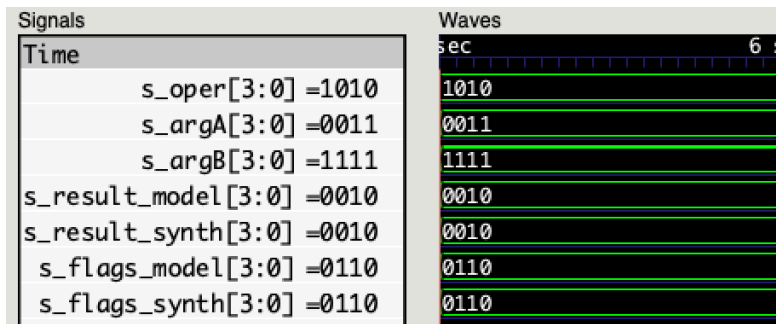 Signals
Waves
Time
sec 6 s
s_oper[3:0] =1010
1010
s_argA[3:0] =0011
0011
s_argB[3:0] =1111
1111
s_result_model[3:0] =0010
0010
s_result_synth[3:0] =0010
0010
s_flags_model[3:0] =0110
0110
s_flags_synth[3:0] =0110
0110